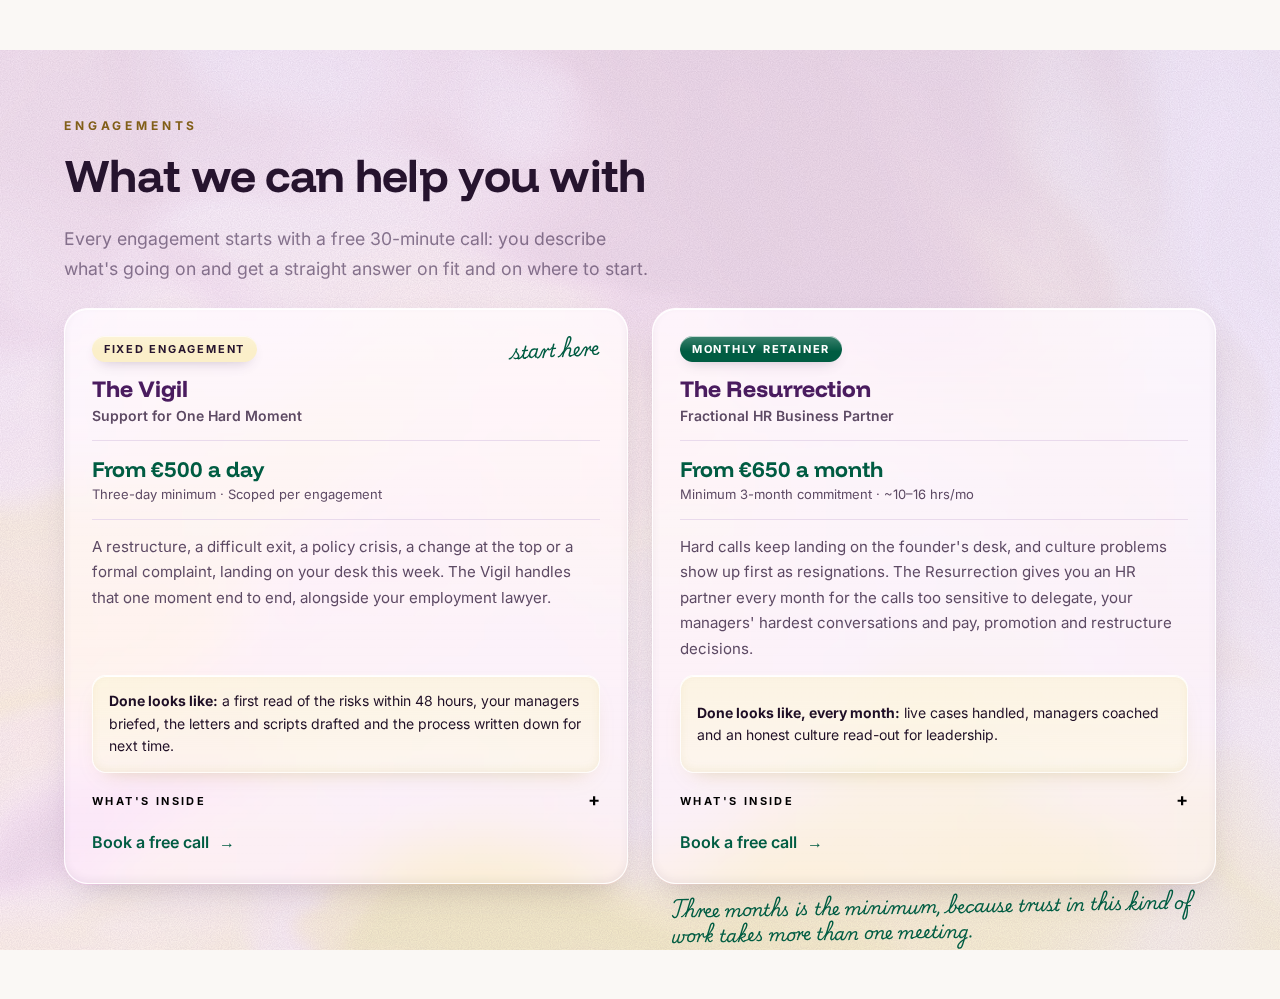 ENGAGEMENTS
What we can help you with
Every engagement starts with a free 30-minute call: you describe
what's going on and get a straight answer on fit and on where to start.
FIXED ENGAGEMENT
start here
The Vigil
Support for One Hard Moment
From €500 a day
Three-day minimum · Scoped per engagement
A restructure, a difficult exit, a policy crisis, a change at the top or a
formal complaint, landing on your desk this week. The Vigil handles
that one moment end to end, alongside your employment lawyer.
Done looks like: a first read of the risks within 48 hours, your managers
briefed, the letters and scripts drafted and the process written down for
next time.
WHAT'S INSIDE +
Book a free call →
MONTHLY RETAINER
The Resurrection
Fractional HR Business Partner
From €650 a month
Minimum 3-month commitment · ~10–16 hrs/mo
Hard calls keep landing on the founder's desk, and culture problems
show up first as resignations. The Resurrection gives you an HR
partner every month for the calls too sensitive to delegate, your
managers' hardest conversations and pay, promotion and restructure
decisions.
Done looks like, every month: live cases handled, managers coached
and an honest culture read-out for leadership.
WHAT'S INSIDE +
Book a free call →
Three months is the minimum, because trust in this kind of
work takes more than one meeting.